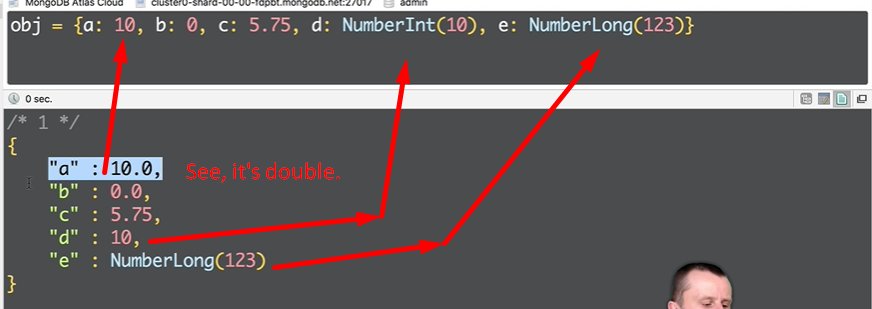 MongoDB Atlas Cloud cluster0-shard-00-00-fdpbt.mongodb.net:27017 admin
obj = {a: 10, b: 0, c: 5.75, d: NumberInt(10), e: NumberLong(123)}
0 sec.
/* 1 */
{
"a" : 10.0, See, it's double.
"b" : 0.0,
"c" : 5.75,
"d" : 10,
"e" : NumberLong(123)
}